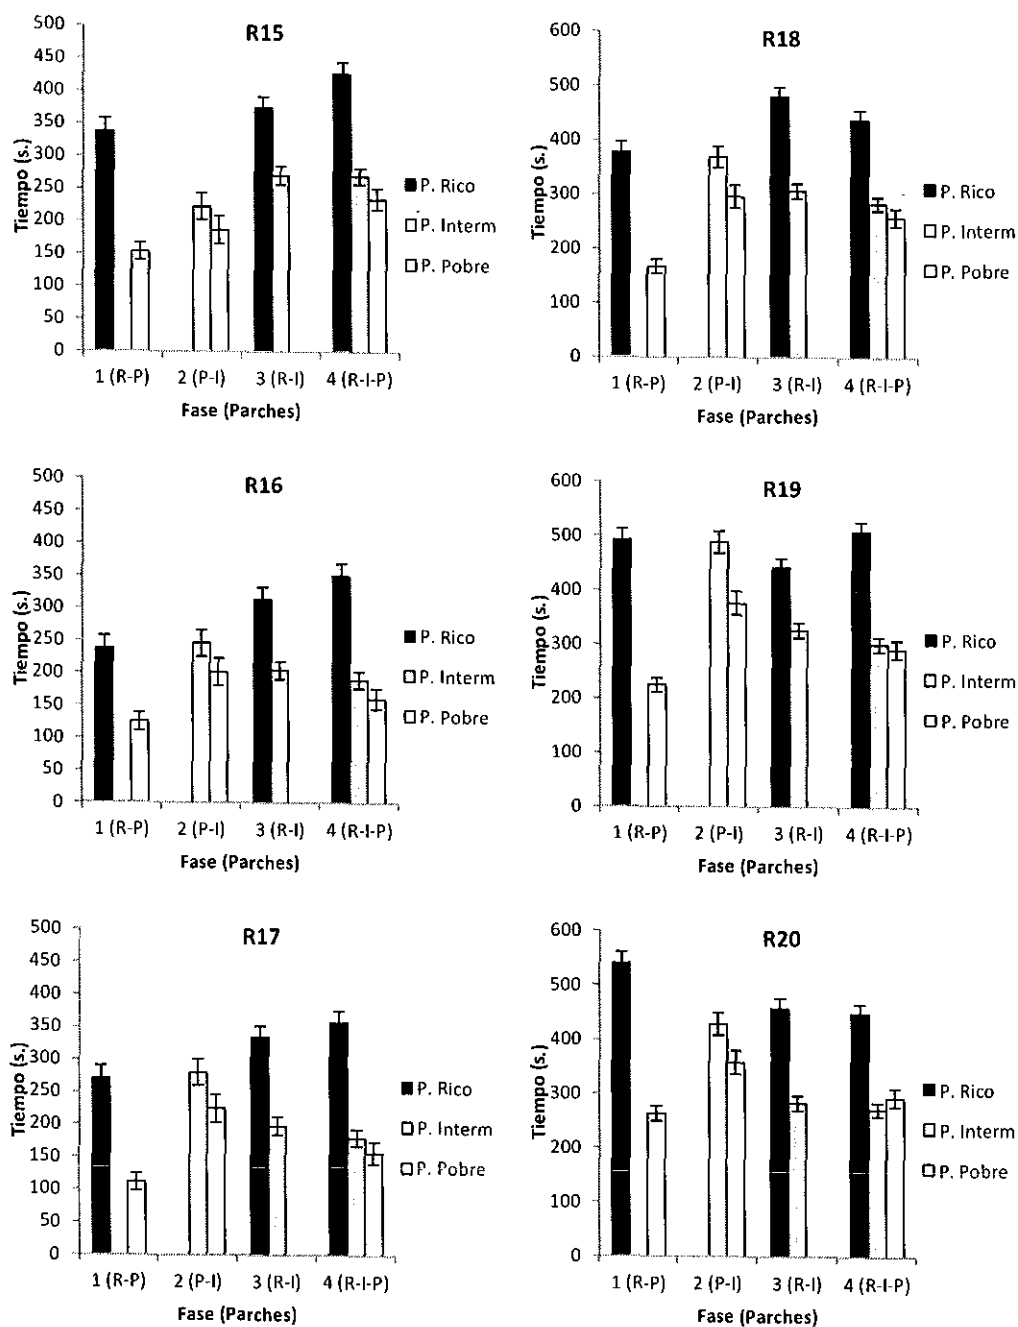 R15
500
450
400
350
300
250
200
150
100
50
0
Tiempo (s.)
1 (R-P) 2 (P-I) 3 (R-I) 4 (R-I-P)
Fase (Parches)
P. Rico
P. Interm
P. Pobre
R18
600
500
400
300
200
100
0
Tiempo (s.)
1 (R-P) 2 (P-I) 3 (R-I) 4 (R-I-P)
Fase (Parches)
P. Rico
P. Interm
P. Pobre
R16
500
450
400
350
300
250
200
150
100
50
0
Tiempo (s.)
1 (R-P) 2 (P-I) 3 (R-I) 4 (R-I-P)
Fase (Parches)
P. Rico
P. Interm
P. Pobre
R19
600
500
400
300
200
100
0
Tiempo (s.)
1 (R-P) 2 (P-I) 3 (R-I) 4 (R-I-P)
Fase (Parches)
P. Rico
P. Interm
P. Pobre
R17
500
450
400
350
300
250
200
150
100
50
0
Tiempo (s.)
1 (R-P) 2 (P-I) 3 (R-I) 4 (R-I-P)
Fase (Parches)
P. Rico
P. Interm
P. Pobre
R20
600
500
400
300
200
100
0
Tiempo (s.)
1 (R-P) 2 (P-I) 3 (R-I) 4 (R-I-P)
Fase (Parches)
P. Rico
P. Interm
P. Pobre